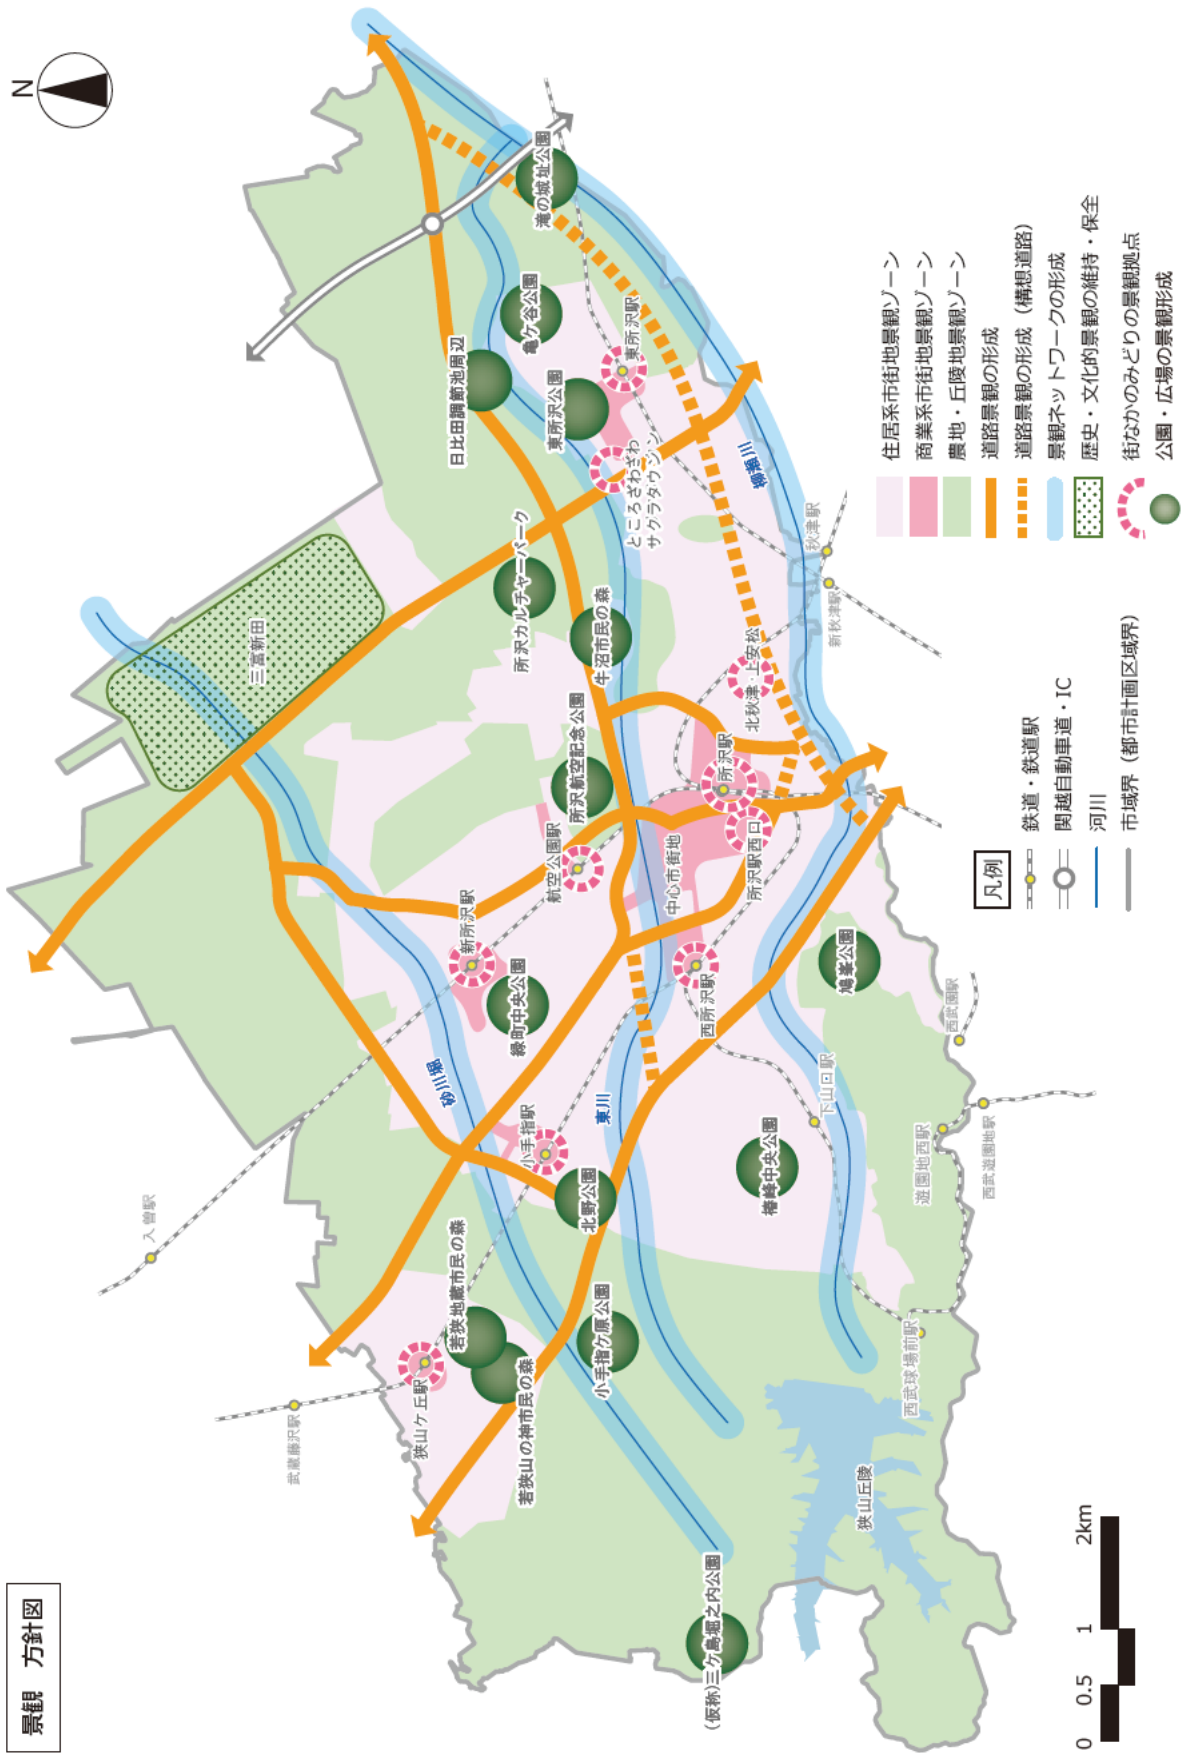 景観 方針図
N
三富新田
入曽駅
武蔵藤沢駅
狭山ケ丘駅
若狭地蔵市民の森
若狭山の神市民の森
小手指ケ原公園
(仮称)三ケ島堀之内公園
狭山丘陵
砂川堀
新所沢駅
緑町中央公園
小手指駅
北野公園
東川
椿峰中央公園
下山口駅
西武球場前駅
遊園地西駅
西武遊園地駅
西武園駅
鳩峯公園
西所沢駅
航空公園駅
所沢航空記念公園
中心市街地
所沢駅西口
所沢駅
北秋津・上安松
牛沼市民の森
所沢カルチャーパーク
日比田調節池周辺
亀ケ谷公園
東所沢公園
滝の城址公園
東所沢駅
ところざわさわ
サクラタウン
柳瀬川
秋津駅
新秋津駅
凡例
鉄道・鉄道駅
関越自動車道・IC
河川
市域界（都市計画区域界）
住居系市街地景観ゾーン
商業系市街地景観ゾーン
農地・丘陵地景観ゾーン
道路景観の形成
道路景観の形成（構想道路）
景観ネットワークの形成
歴史・文化的景観の維持・保全
街なかのみどりの景観拠点
公園・広場の景観形成
0 0.5 1 2km